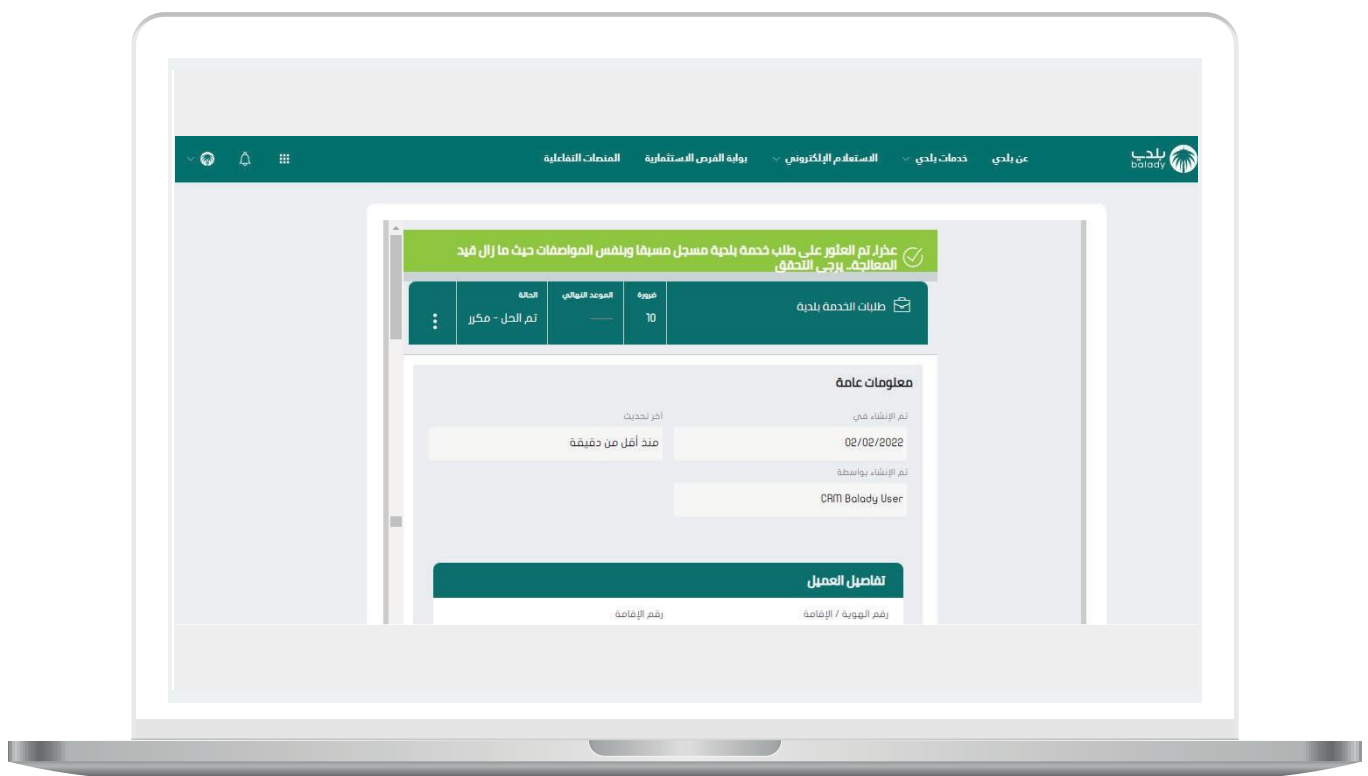 بلدي
balady
عن بلدي
خدمات بلدي
الاستعلام الإلكتروني
بوابة الفرص الاستثمارية
المنصات التفاعلية
عذرا, تم العثور على طلب خدمة بلدية مسجل مسبقا وبنفس المواصفات حيث ما زال قيد
المعالجة.. يرجى التحقق
طلبات الخدمة بلدية
ضرورة
10
الموعد النهائي
الحالة
تم الحل - مكرر
معلومات عامة
تم الإنشاء في
آخر تحديث
02/02/2022
منذ أقل من دقيقة
تم الإنشاء بواسطة
CRM Balady User
تفاصيل العميل
رقم الهوية / الإقامة
رقم الإقامة